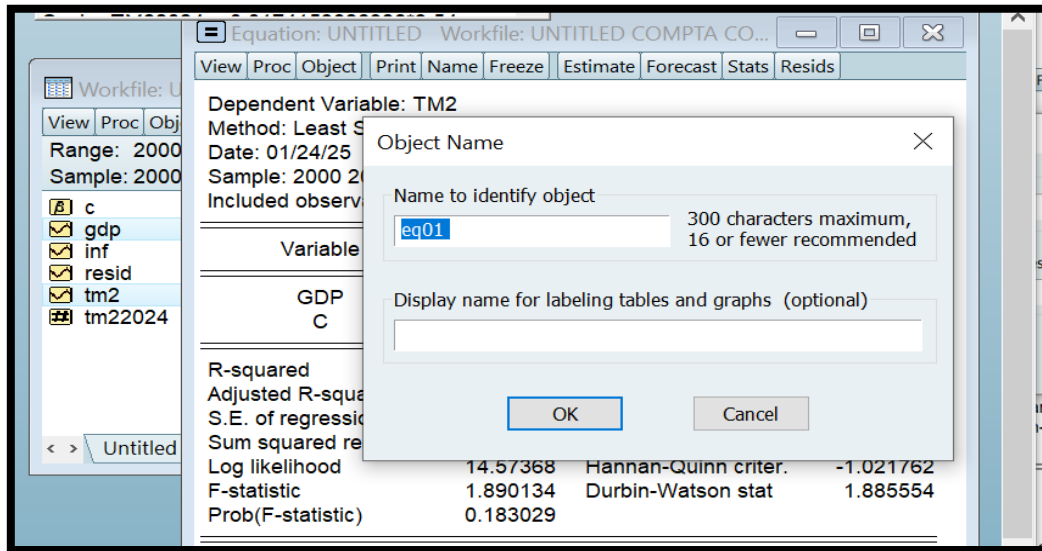 Equation: UNTITLED Workfile: UNTITLED COMPTA CO...
View Proc Object Print Name Freeze Estimate Forecast Stats Resids
Workfile: U
View Proc Obj
Range: 2000
Sample: 2000
c
gdp
inf
resid
tm2
tm22024
Untitled
Dependent Variable: TM2
Method: Least S
Date: 01/24/25
Sample: 2000 20
Included observ
Variable
GDP
C
R-squared
Adjusted R-squa
S.E. of regressio
Sum squared re
Log likelihood 14.57368 Hannan-Quinn criter. -1.021762
F-statistic 1.890134 Durbin-Watson stat 1.885554
Prob(F-statistic) 0.183029
Object Name
Name to identify object
eq01
300 characters maximum,
16 or fewer recommended
Display name for labeling tables and graphs (optional)
OK Cancel